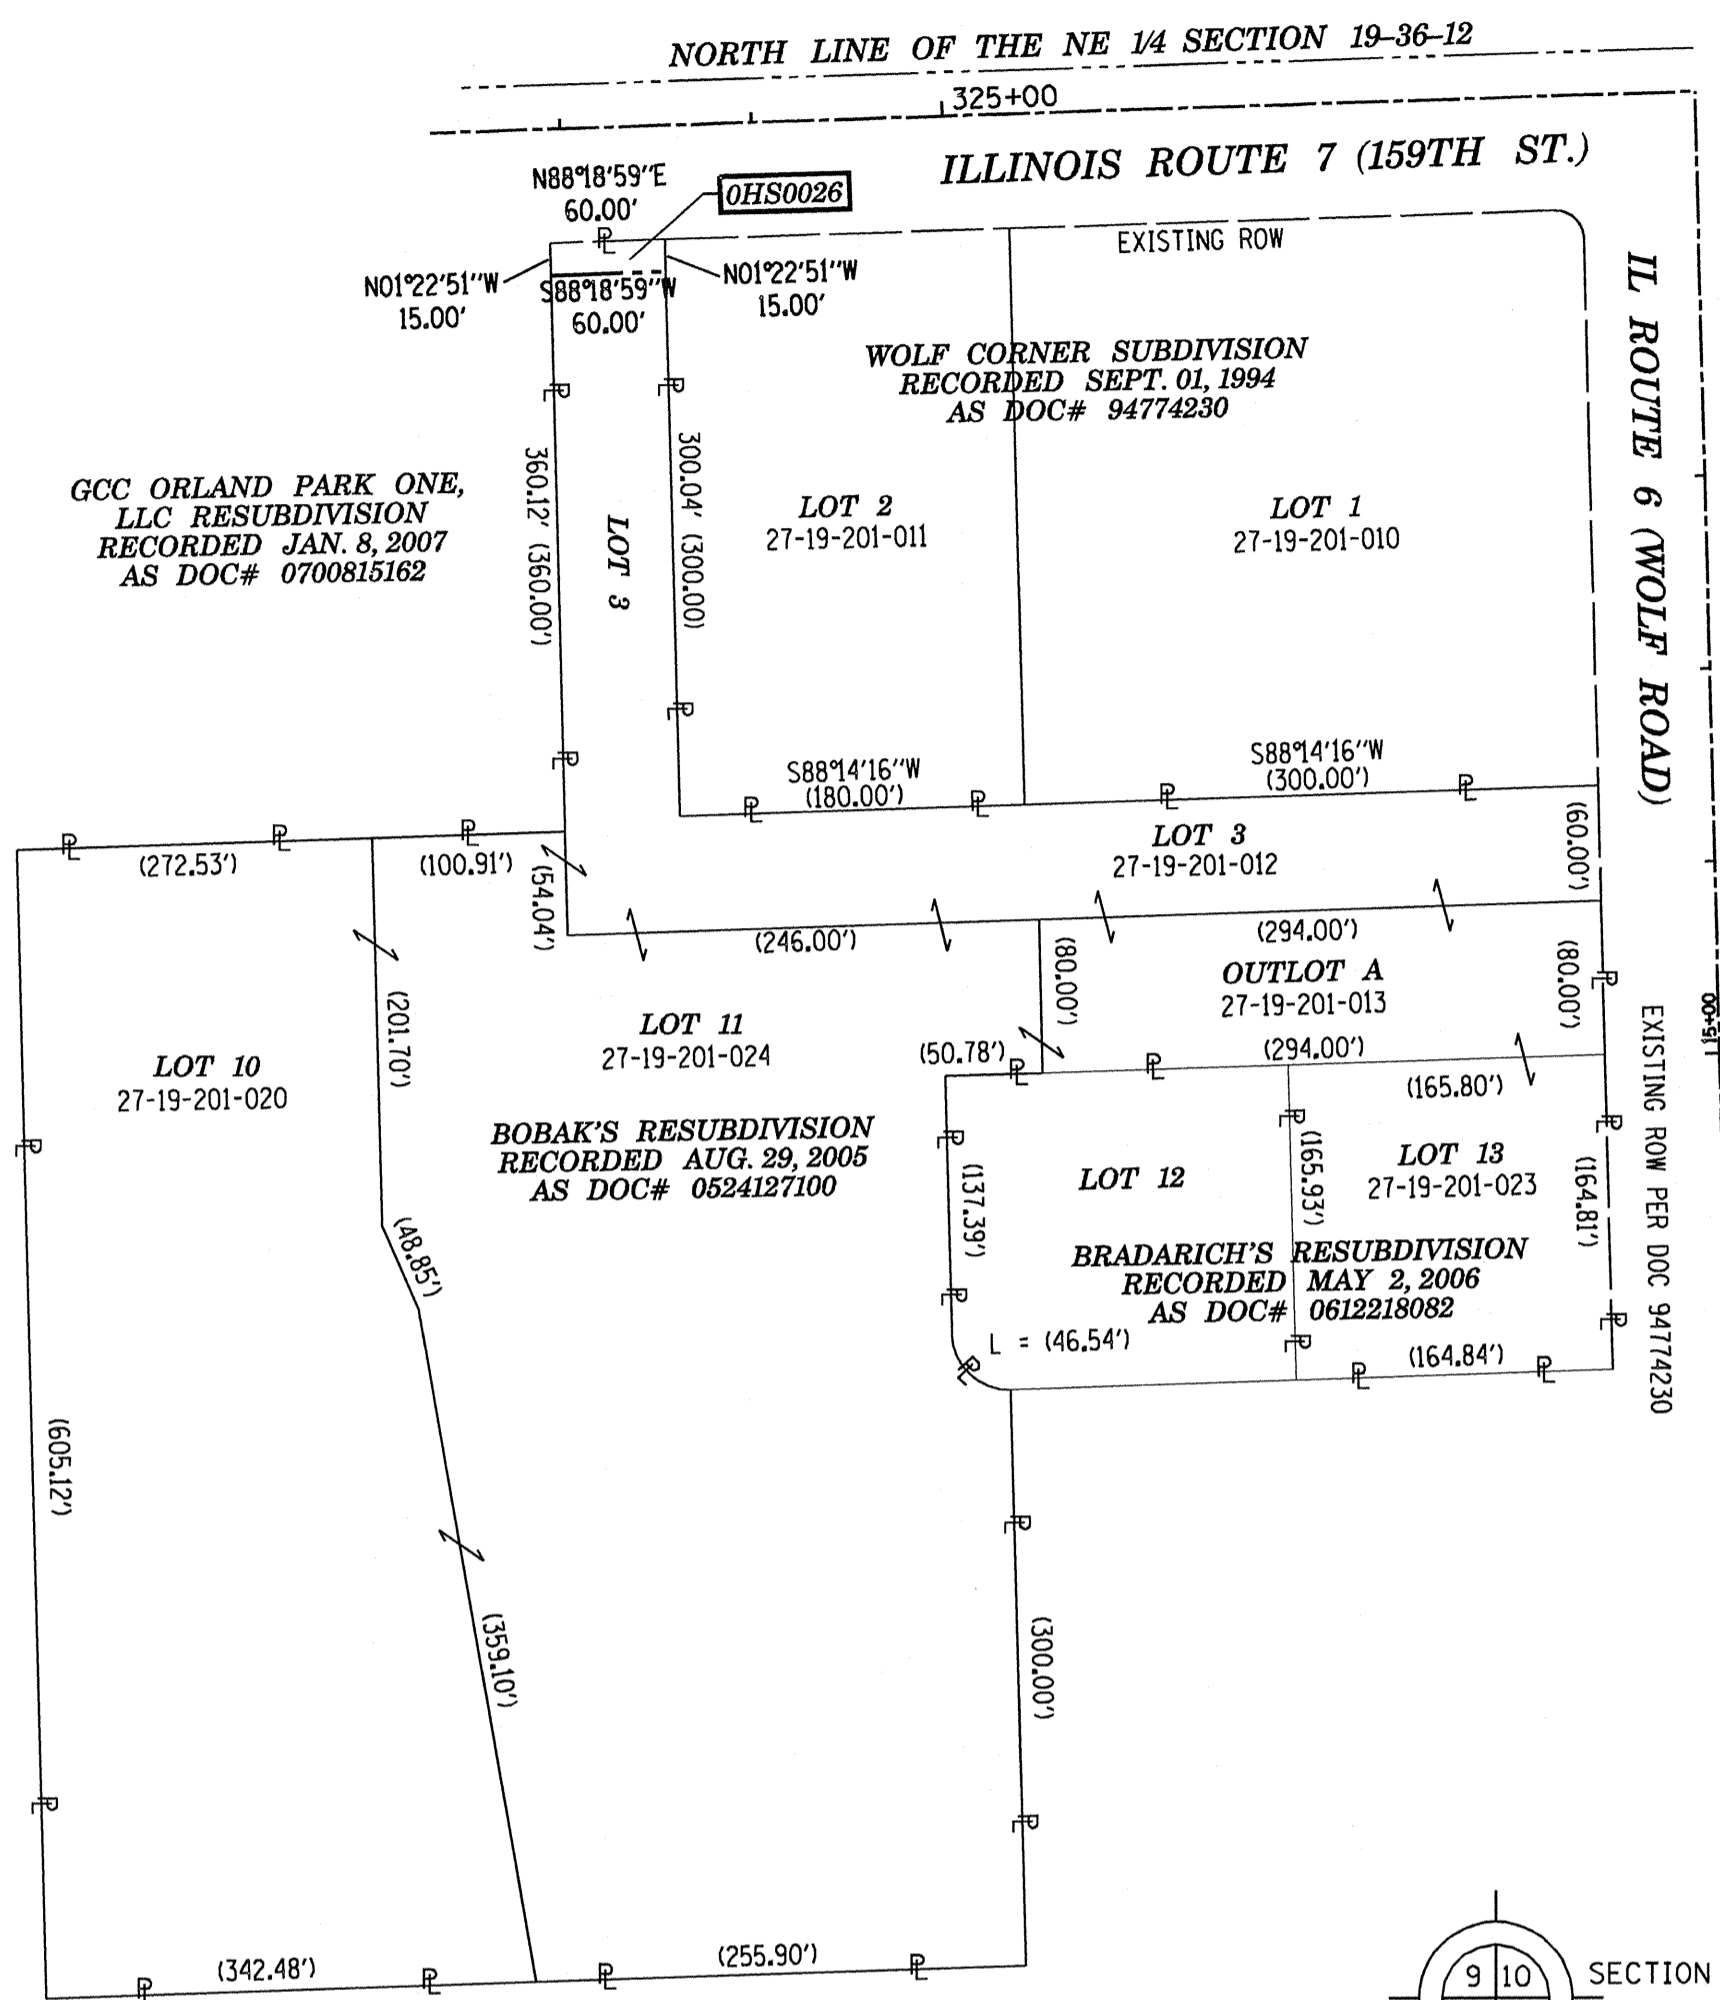 NORTH LINE OF THE NE 1/4 SECTION 19-36-12
325+00
ILLINOIS ROUTE 7 (159TH ST.)
N88°18'59"E
60.00'
0HS0026
EXISTING ROW
N01°22'51"W
15.00'
S88°18'59"W
60.00'
N01°22'51"W
15.00'
IL ROUTE 6 (WOLF ROAD)
WOLF CORNER SUBDIVISION
RECORDED SEPT. 01, 1994
AS DOC# 94774230
GCC ORLAND PARK ONE,
LLC RESUBDIVISION
RECORDED JAN. 8, 2007
AS DOC# 0700815162
360.12' (360.00')
LOT 3
300.04' (300.00)
LOT 2
27-19-201-011
LOT 1
27-19-201-010
S88°14'16"W
(180.00')
S88°14'16"W
(300.00')
LOT 3
27-19-201-012
(60.00')
(272.53')
(100.91')
(54.04')
(246.00')
(294.00')
(80.00')
OUTLOT A
27-19-201-013
(80.00')
115+00
EXISTING ROW PER DOC 94774230
(294.00')
(50.78')
LOT 10
27-19-201-020
(201.70')
LOT 11
27-19-201-024
(165.80')
BOBAK'S RESUBDIVISION
RECORDED AUG. 29, 2005
AS DOC# 0524127100
(137.39')
LOT 12
(165.93')
LOT 13
27-19-201-023
(164.81')
(48.85')
BRADARICH'S RESUBDIVISION
RECORDED MAY 2, 2006
AS DOC# 0612218082
L = (46.54')
(164.84')
(605.12')
(359.10')
(300.00')
(342.48')
(255.90')
9 10
SECTION